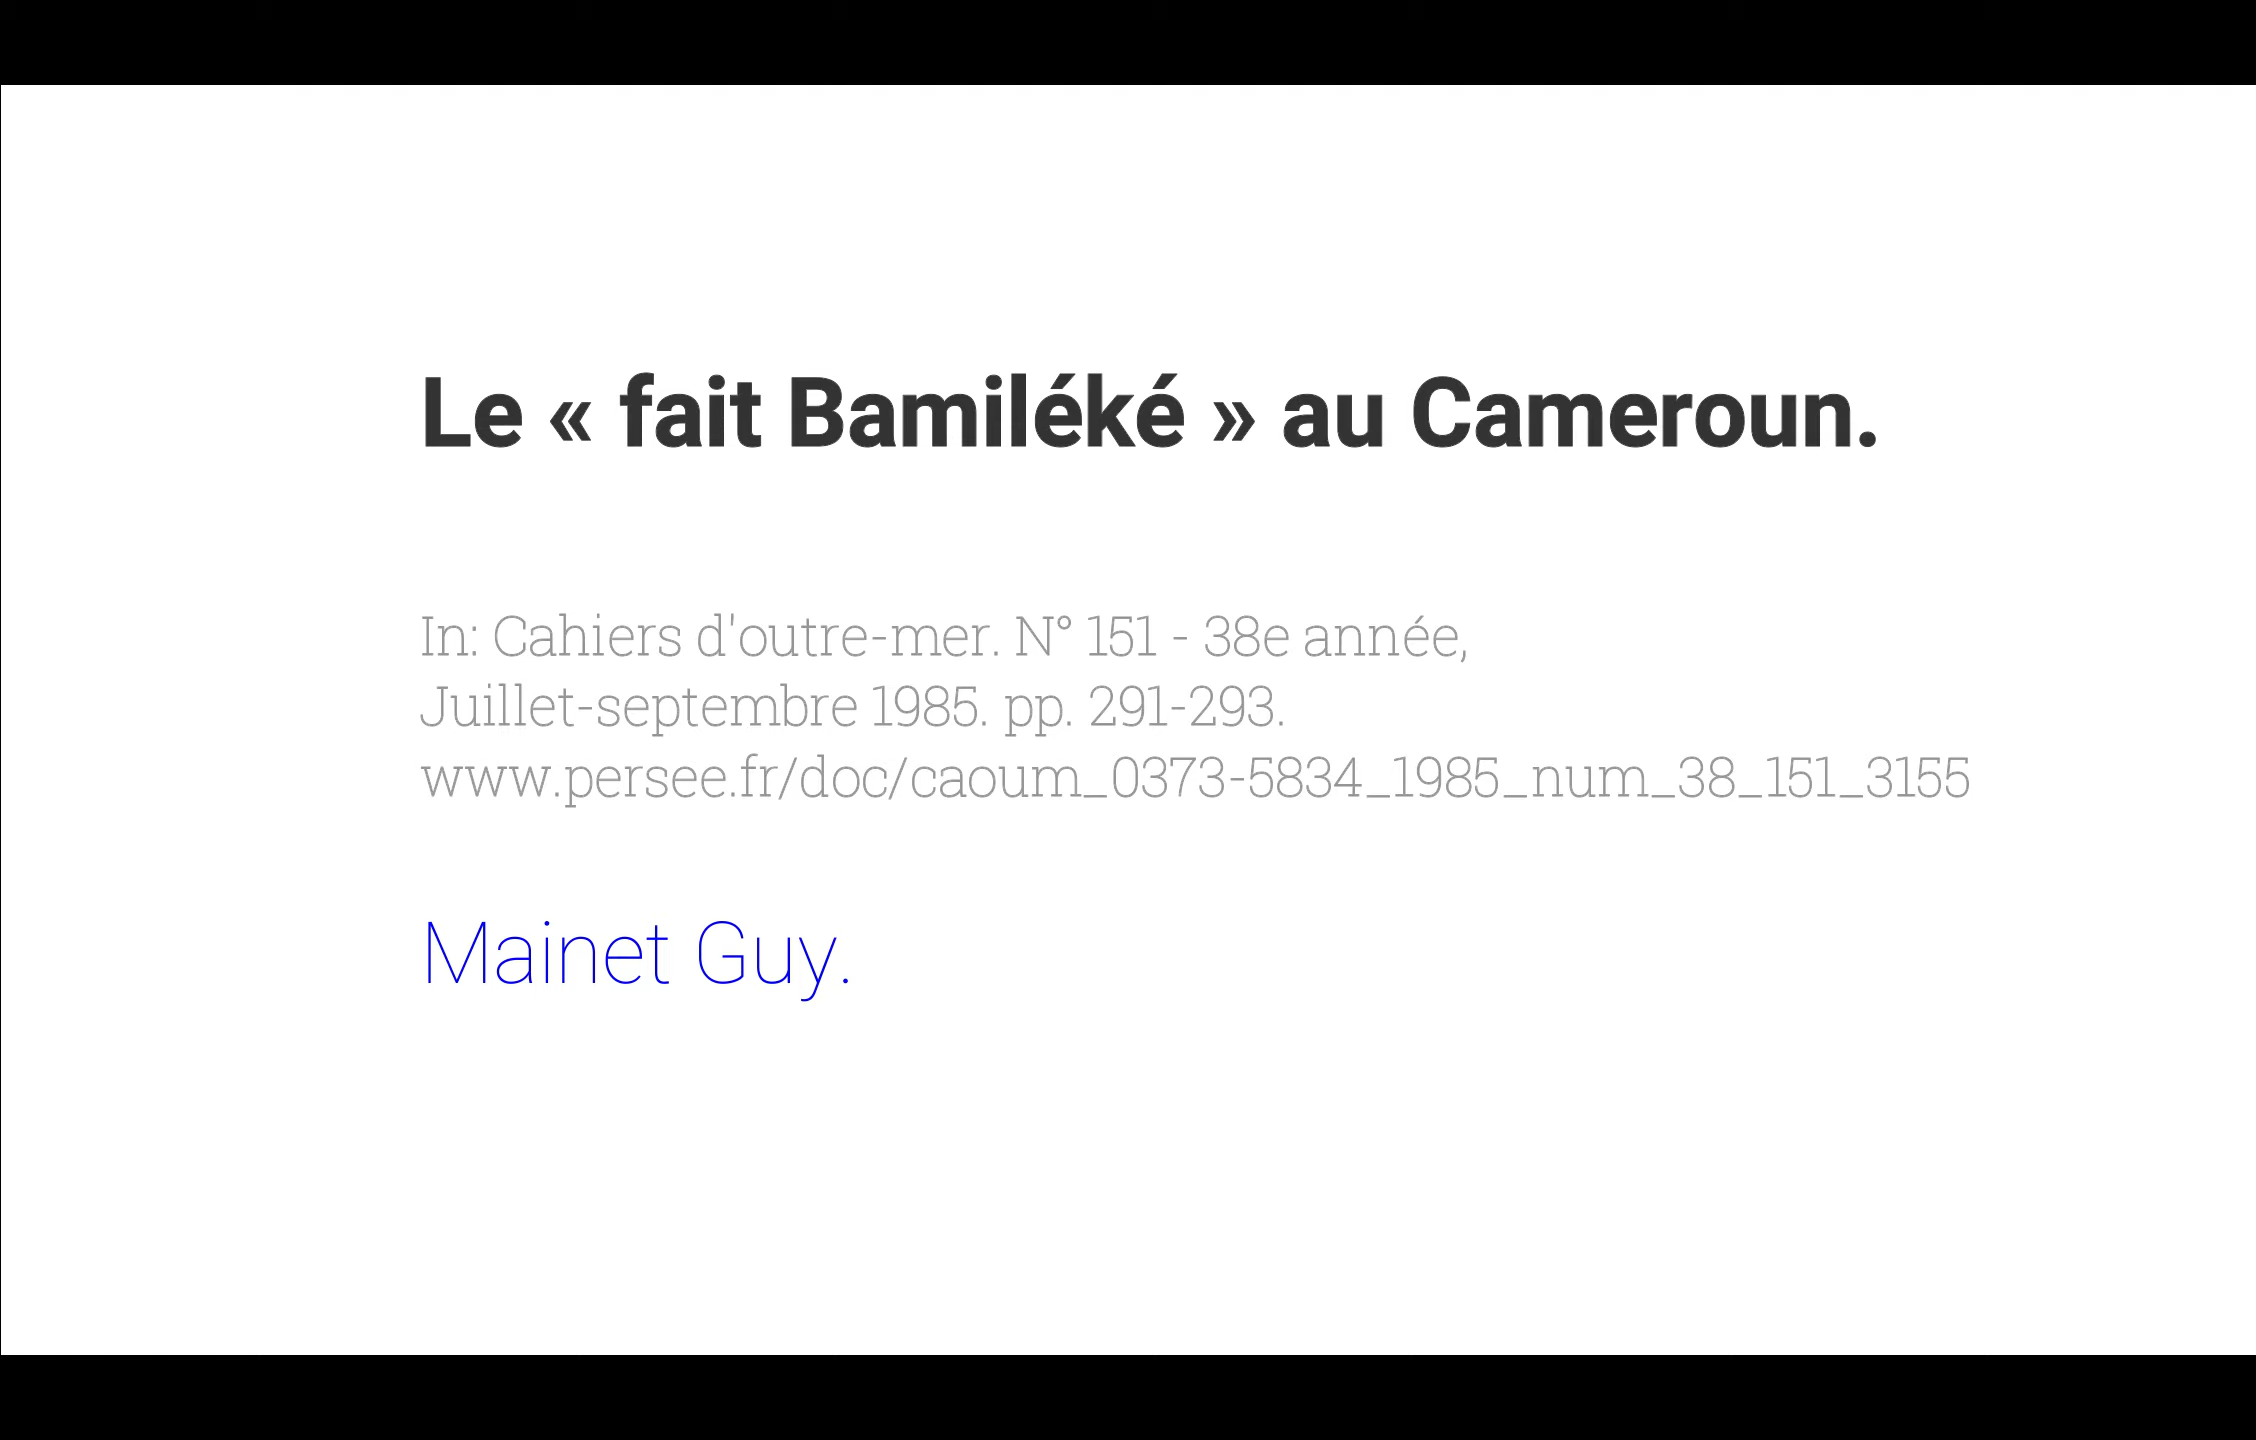 Le « fait Bamiléké » au Cameroun.
In: Cahiers d'outre-mer. N° 151 - 38e année,
Juillet-septembre 1985. pp. 291-293.
www.persee.fr/doc/caoum_0373-5834_1985_num_38_151_3155
Mainet Guy.